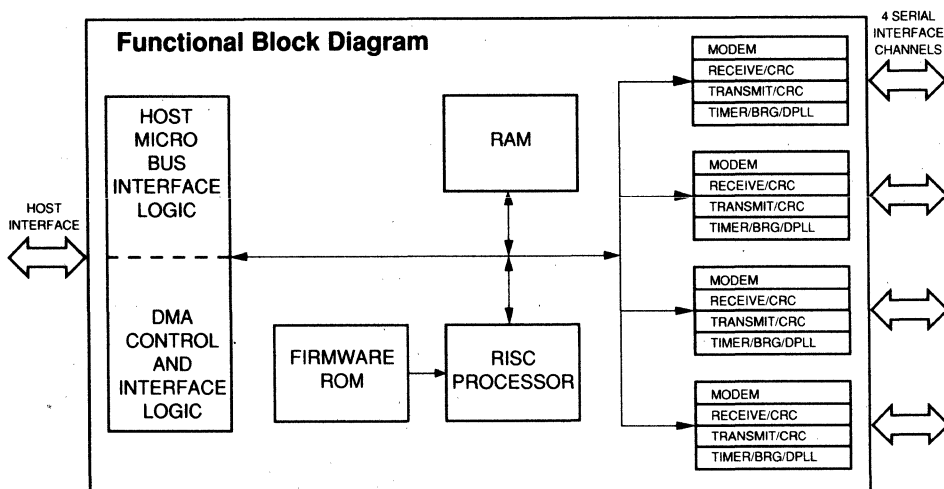 Functional Block Diagram
4 SERIAL
INTERFACE
CHANNELS
HOST
MICRO
BUS
INTERFACE
LOGIC
DMA
CONTROL
AND
INTERFACE
LOGIC
HOST
INTERFACE
RAM
FIRMWARE
ROM
RISC
PROCESSOR
MODEM
RECEIVE/CRC
TRANSMIT/CRC
TIMER/BRG/DPLL
MODEM
RECEIVE/CRC
TRANSMIT/CRC
TIMER/BRG/DPLL
MODEM
RECEIVE/CRC
TRANSMIT/CRC
TIMER/BRG/DPLL
MODEM
RECEIVE/CRC
TRANSMIT/CRC
TIMER/BRG/DPLL